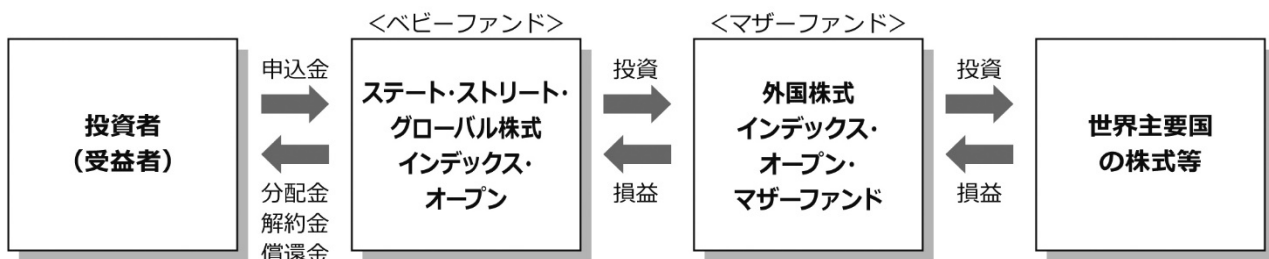 ＜ベビーファンド＞
＜マザーファンド＞
投資者
（受益者）
申込金
分配金
解約金
償還金
ステート・ストリート・
グローバル株式
インデックス・
オープン
投資
損益
外国株式
インデックス・
オープン・
マザーファンド
投資
損益
世界主要国
の株式等